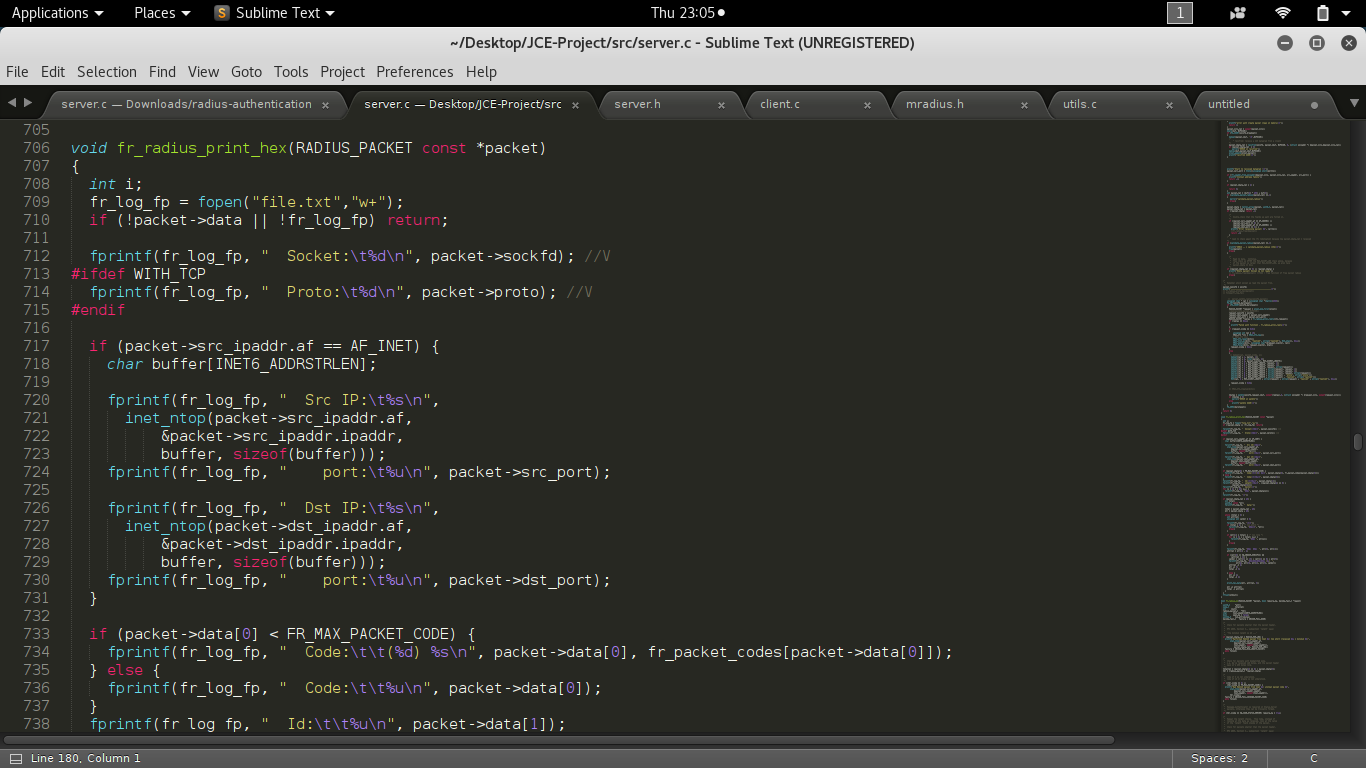 Applications Places Sublime Text Thu 23:05 1
~/Desktop/JCE-Project/src/server.c - Sublime Text (UNREGISTERED)
File Edit Selection Find View Goto Tools Project Preferences Help
server.c — Downloads/radius-authentication server.c — Desktop/JCE-Project/src server.h client.c mradius.h utils.c untitled
705
706 void fr_radius_print_hex(RADIUS_PACKET const *packet)
707 {
708   int i;
709   fr_log_fp = fopen("file.txt","w+");
710   if (!packet->data || !fr_log_fp) return;
711
712   fprintf(fr_log_fp, "  Socket:\t%d\n", packet->sockfd); //V
713 #ifdef WITH_TCP
714   fprintf(fr_log_fp, "  Proto:\t%d\n", packet->proto); //V
715 #endif
716
717   if (packet->src_ipaddr.af == AF_INET) {
718     char buffer[INET6_ADDRSTRLEN];
719
720     fprintf(fr_log_fp, "  Src IP:\t%s\n",
721       inet_ntop(packet->src_ipaddr.af,
722           &packet->src_ipaddr.ipaddr,
723           buffer, sizeof(buffer)));
724     fprintf(fr_log_fp, "    port:\t%u\n", packet->src_port);
725
726     fprintf(fr_log_fp, "  Dst IP:\t%s\n",
727       inet_ntop(packet->dst_ipaddr.af,
728           &packet->dst_ipaddr.ipaddr,
729           buffer, sizeof(buffer)));
730     fprintf(fr_log_fp, "    port:\t%u\n", packet->dst_port);
731   }
732
733   if (packet->data[0] < FR_MAX_PACKET_CODE) {
734     fprintf(fr_log_fp, "  Code:\t\t(%d) %s\n", packet->data[0], fr_packet_codes[packet->data[0]]);
735   } else {
736     fprintf(fr_log_fp, "  Code:\t\t%u\n", packet->data[0]);
737   }
738   fprintf(fr_log_fp, "  Id:\t\t%u\n", packet->data[1]);
Line 180, Column 1 Spaces: 2 C